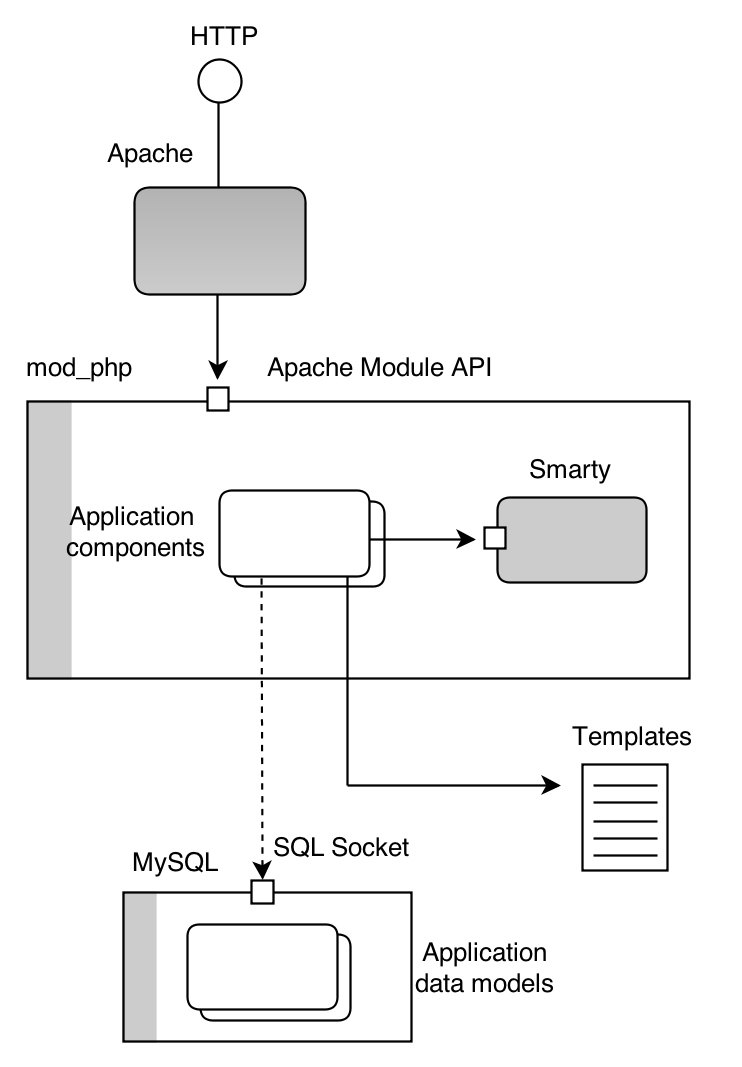 HTTP
Apache
mod_php
Apache Module API
Smarty
Application
components
Templates
SQL Socket
MySQL
Application
data models